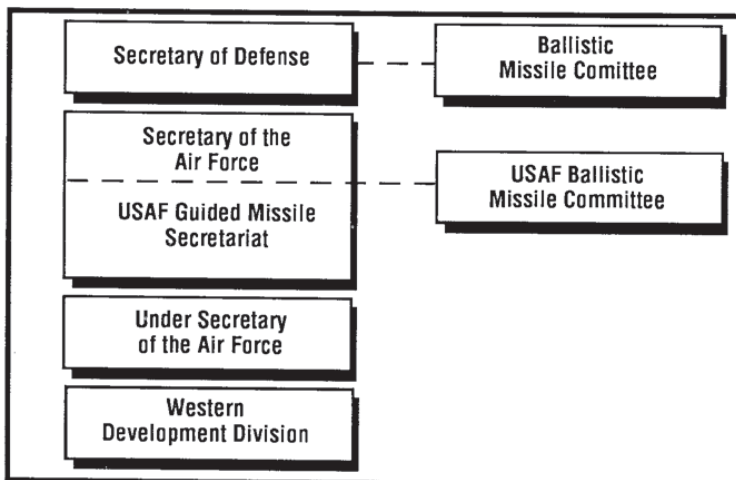 Secretary of Defense
Ballistic
Missile Comittee
Secretary of the
Air Force
USAF Guided Missile
Secretariat
USAF Ballistic
Missile Committee
Under Secretary
of the Air Force
Western
Development Division